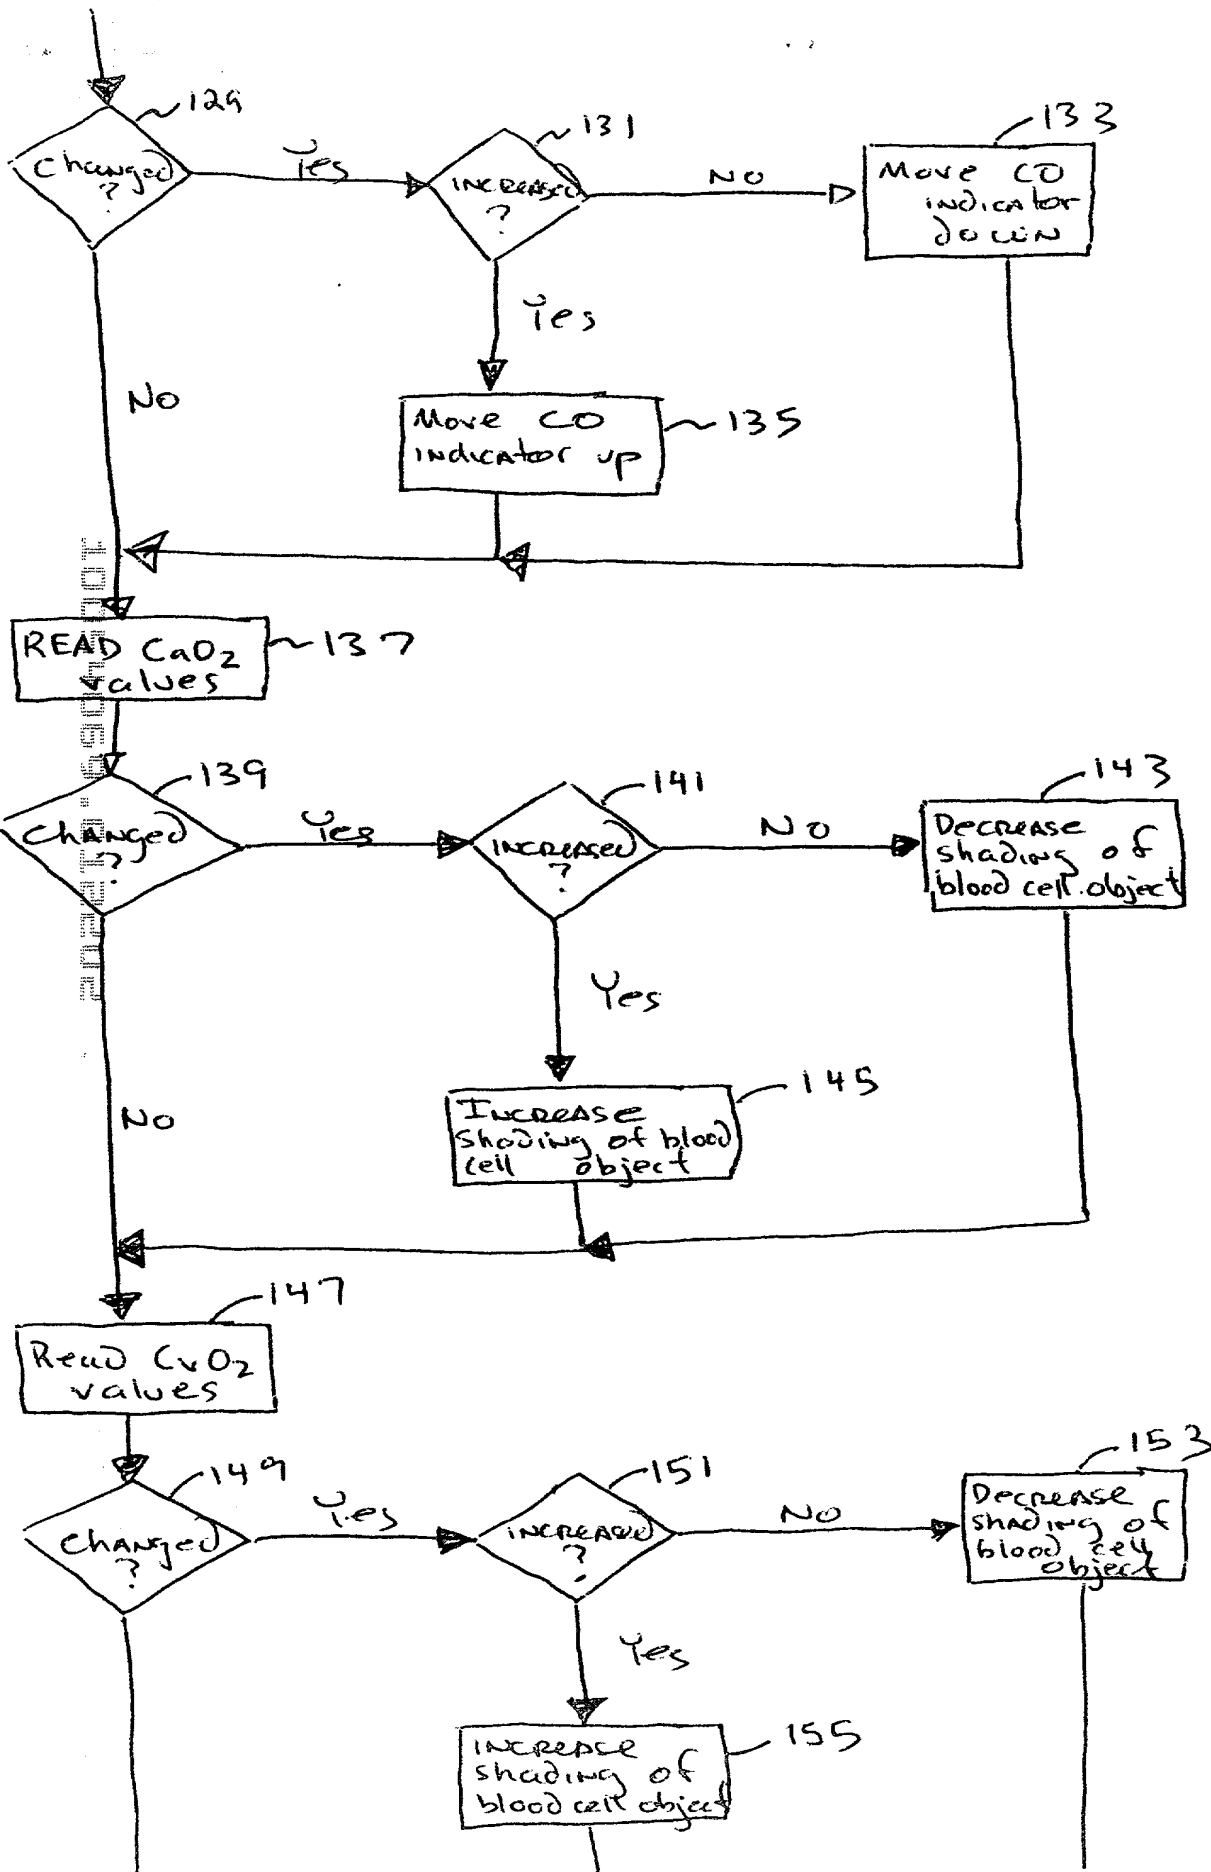 129
Changed
?
Yes
131
INCREASED
?
NO
133
Move CO
indicator
down
Yes
NO
Move CO
indicator up
135
READ CaO2
values
137
139
Changed
?
Yes
141
INCREASED
?
NO
143
Decrease
shading of
blood cell object
Yes
NO
Increase
shading of blood
cell object
145
147
Read CvO2
values
149
Changed
?
Yes
151
INCREASED
?
NO
153
Decrease
shading of
blood cell
object
Yes
INCREASE
shading of
blood cell object
155